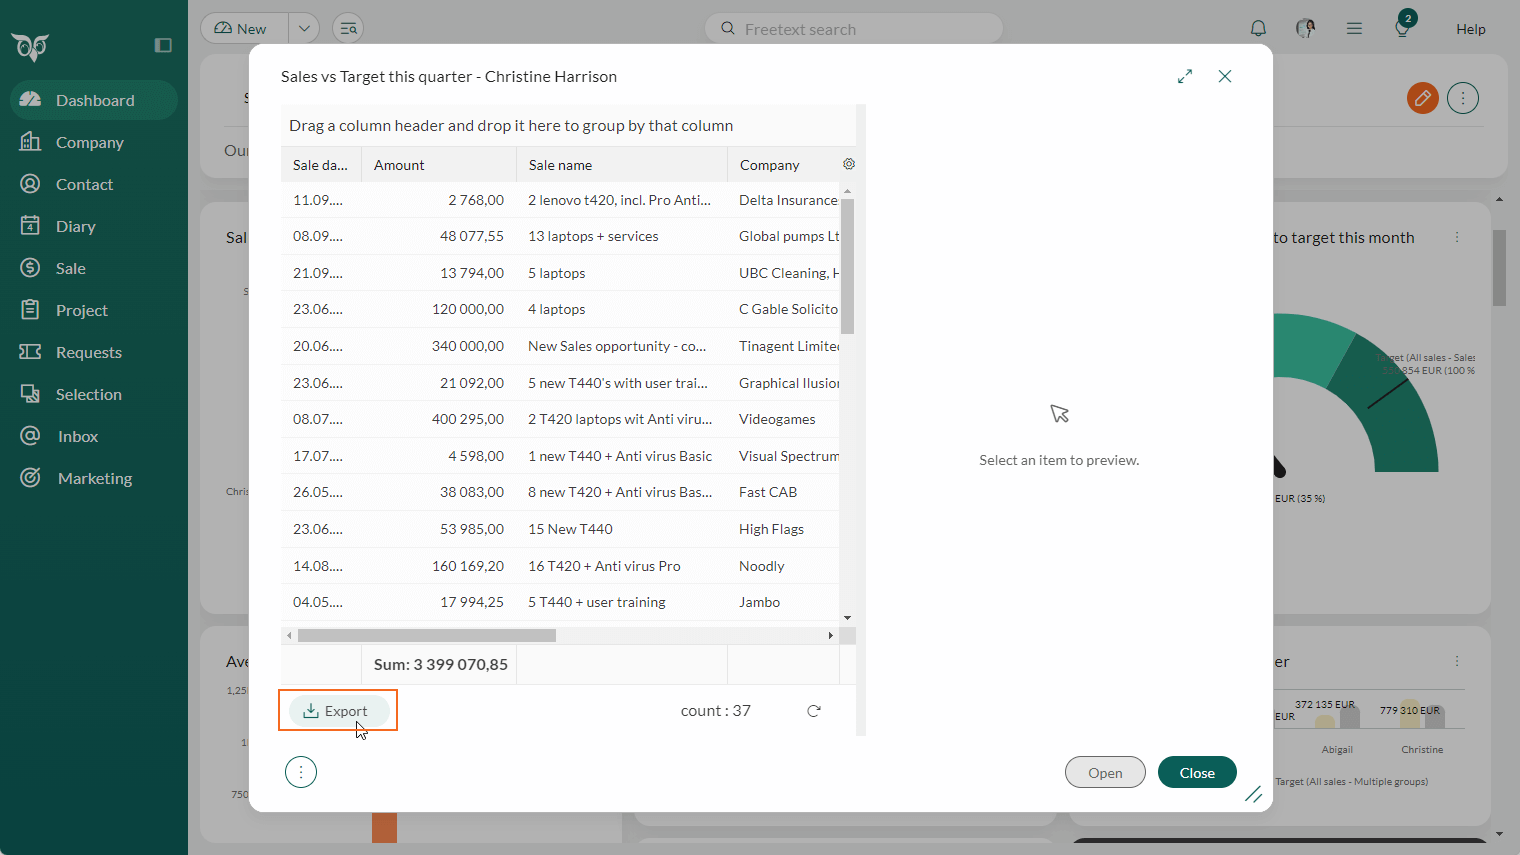 New
Freetext search
2
Help
Dashboard
Company
Contact
Diary
Sale
Project
Requests
Selection
Inbox
Marketing
4
Sales vs Target this quarter - Christine Harrison
Drag a column header and drop it here to group by that column
Sale da... Amount Sale name Company
11.09.... 2 768,00 2 lenovo t420, incl. Pro Anti... Delta Insurance
08.09.... 48 077,55 13 laptops + services Global pumps Lt
21.09.... 13 794,00 5 laptops UBC Cleaning, H
23.06.... 120 000,00 4 laptops C Gable Solicito
20.06.... 340 000,00 New Sales opportunity - co... Tinagent Limite
23.06.... 21 092,00 5 new T440's with user trai... Graphical Ilusion
08.07.... 400 295,00 2 T420 laptops wit Anti viru... Videogames
17.07.... 4 598,00 1 new T440 + Anti virus Basic Visual Spectrum
26.05.... 38 083,00 8 new T420 + Anti virus Bas... Fast CAB
23.06.... 53 985,00 15 New T440 High Flags
14.08.... 160 169,20 16 T420 + Anti virus Pro Noodly
04.05.... 17 994,25 5 T440 + user training Jambo
Sum: 3 399 070,85
Export
count : 37
Select an item to preview.
Open
Close
S
Our
Sal
S
Chris
Ave
1,25
1
750
to target this month
EUR (35 %)
er
372 135 EUR
EUR
779 310 EUR
Abigail
Christine
Target (All sales - Multiple groups)